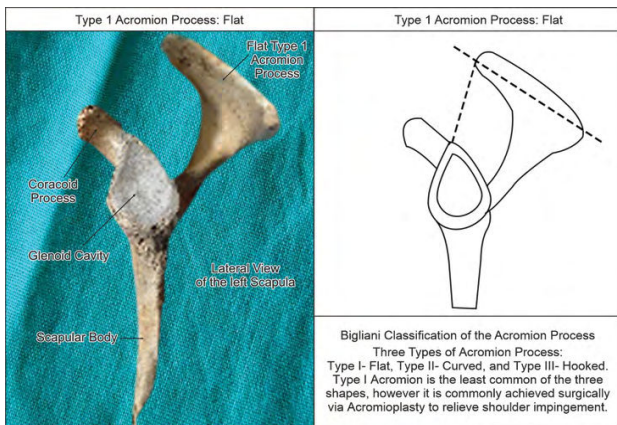 Type 1 Acromion Process: Flat
Flat Type 1
Acromion
Process
Coracoid
Process
Glenoid Cavity
Lateral View
of the left Scapula
Scapular Body
Type 1 Acromion Process: Flat
Bigliani Classification of the Acromion Process
Three Types of Acromion Process:
Type I- Flat, Type II- Curved, and Type III- Hooked.
Type I Acromion is the least common of the three
shapes, however it is commonly achieved surgically
via Acromioplasty to relieve shoulder impingement.